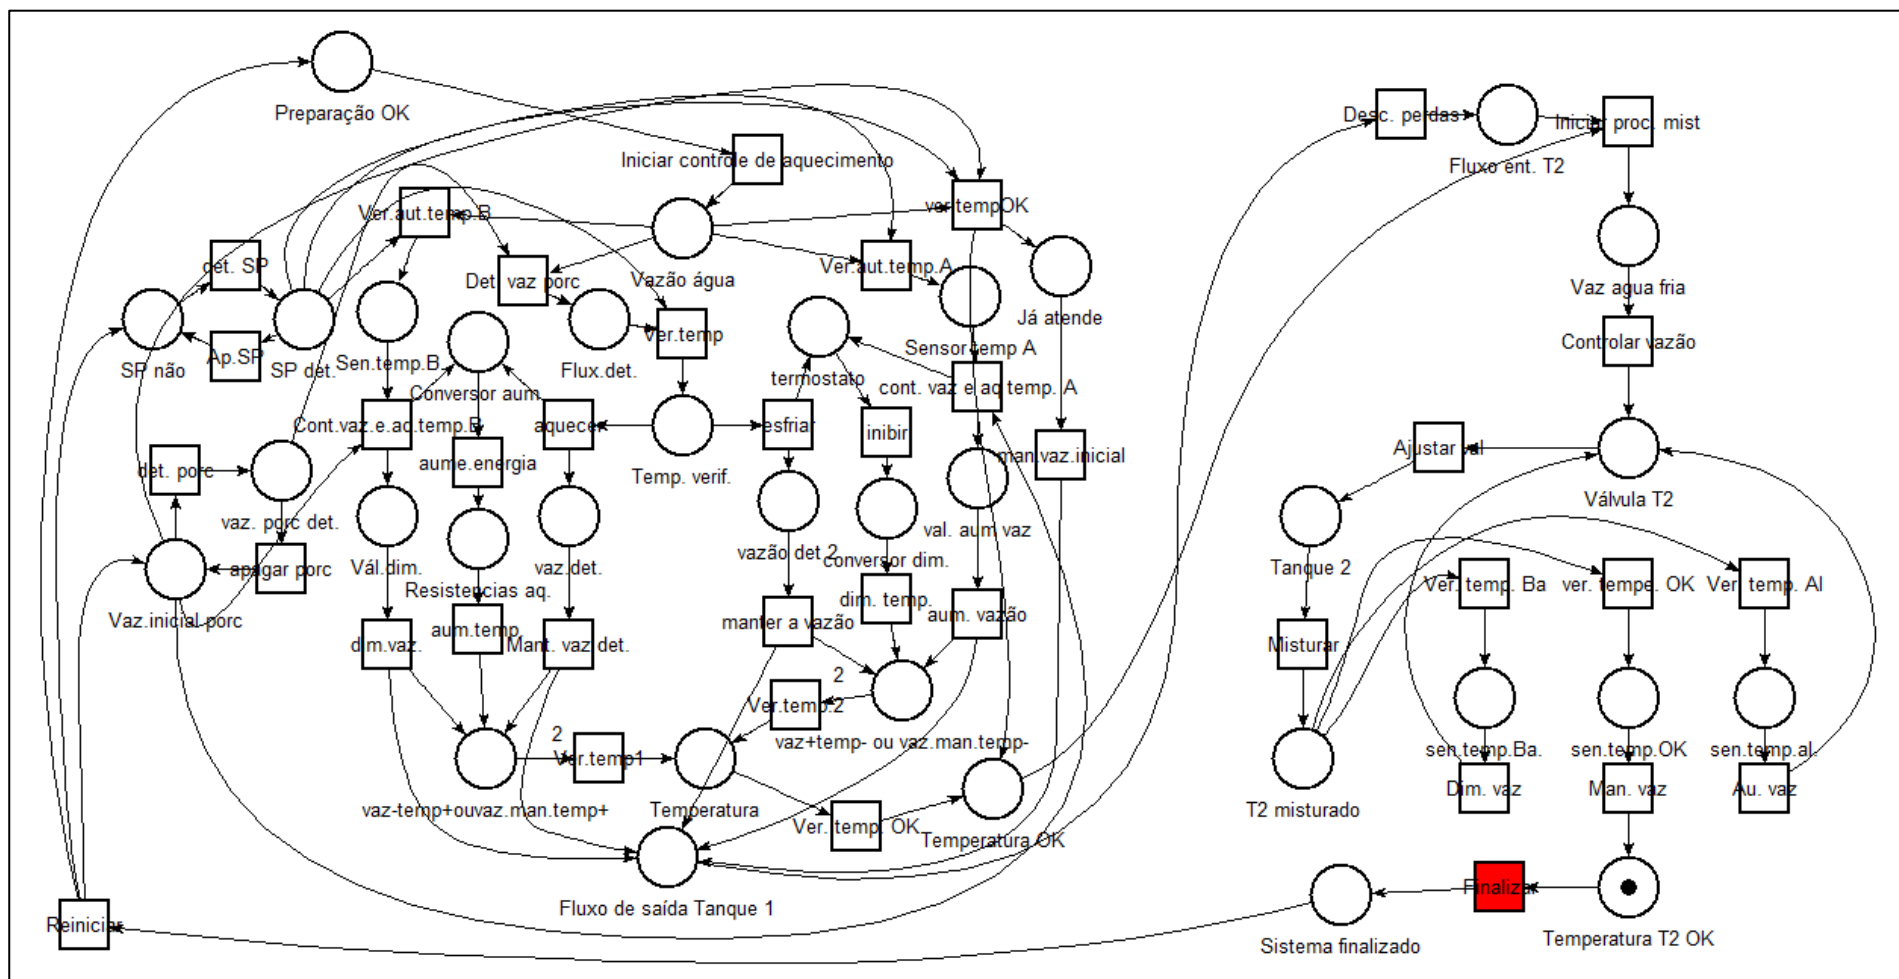 Preparação OK
Desc. perdas
Iniciar proc. mist
Fluxo ent. T2
Iniciar controle de aquecimento
Ver.aut.temp.B
ver.tempOK
det. SP
Det. vaz porc
Vazão água
Ver.aut.temp.A
Já atende
Vaz agua fria
SP não
Ap.SP
SP det.
Sen.temp.B.
Conversor aum
Flux.det.
Ver.temp
termostato
Sensor temp A
cont. vaz e aq temp. A
Controlar vazão
Cont.vaz.e.aq.temp.B
aquecer
Temp. verif.
esfriar
inibir
man.vaz.inicial
Ajustar val
Válvula T2
det. porc
aume.energia
vaz. porc det.
apagar porc
Vaz.inicial-porc
Vál.dim.
Resistencias aq.
vaz.det.
vazão det.2
conversor dim.
val. aum vaz
Tanque 2
Ver. temp. Ba
ver. tempe. OK
Ver. temp. Al
dim.vaz.
aum.temp.
Mant. vaz det.
manter a vazão
dim. temp.
aum. vazão
Misturar
2
Ver.temp.2
vaz+temp- ou vaz.man.temp-
2
Ver.temp1
vaz-temp+ouvaz.man.temp+
Temperatura
Ver. temp. OK
Temperatura OK
T2 misturado
sen.temp.Ba.
sen.temp.OK
sen.temp.al.
Dim. vaz
Man. vaz
Au. vaz
Fluxo de saída Tanque 1
Reiniciar
Sistema finalizado
Finalizar
Temperatura T2 OK